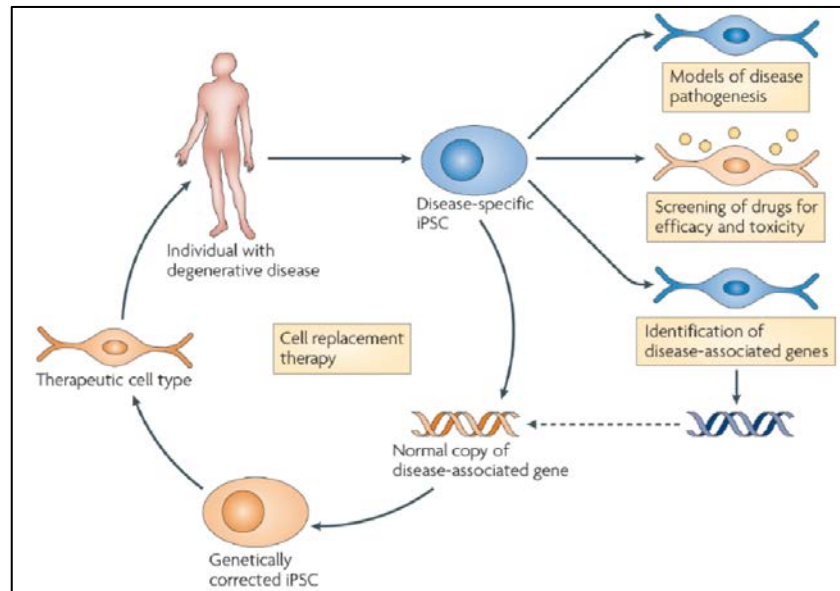 Models of disease
pathogenesis
Disease-specific
iPSC
Screening of drugs for
efficacy and toxicity
Individual with
degenerative disease
Identification of
disease-associated genes
Cell replacement
therapy
Therapeutic cell type
Normal copy of
disease-associated gene
Genetically
corrected iPSC